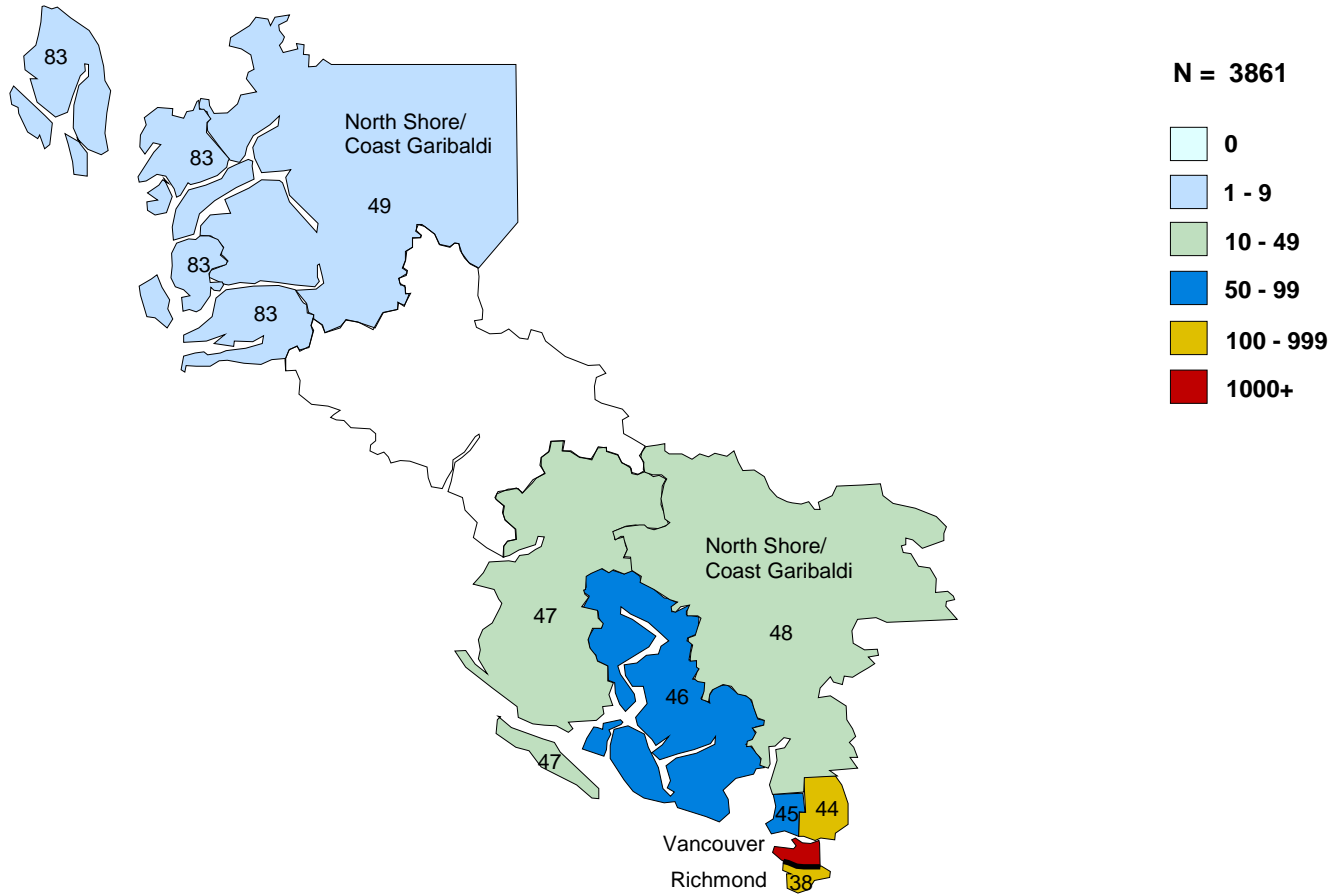 83
N = 3861
North Shore/
Coast Garibaldi
0
83
1 - 9
49
10 - 49
83
50 - 99
83
100 - 999
1000+
North Shore/
Coast Garibaldi
47
48
46
47
45
44
Vancouver
Richmond
38